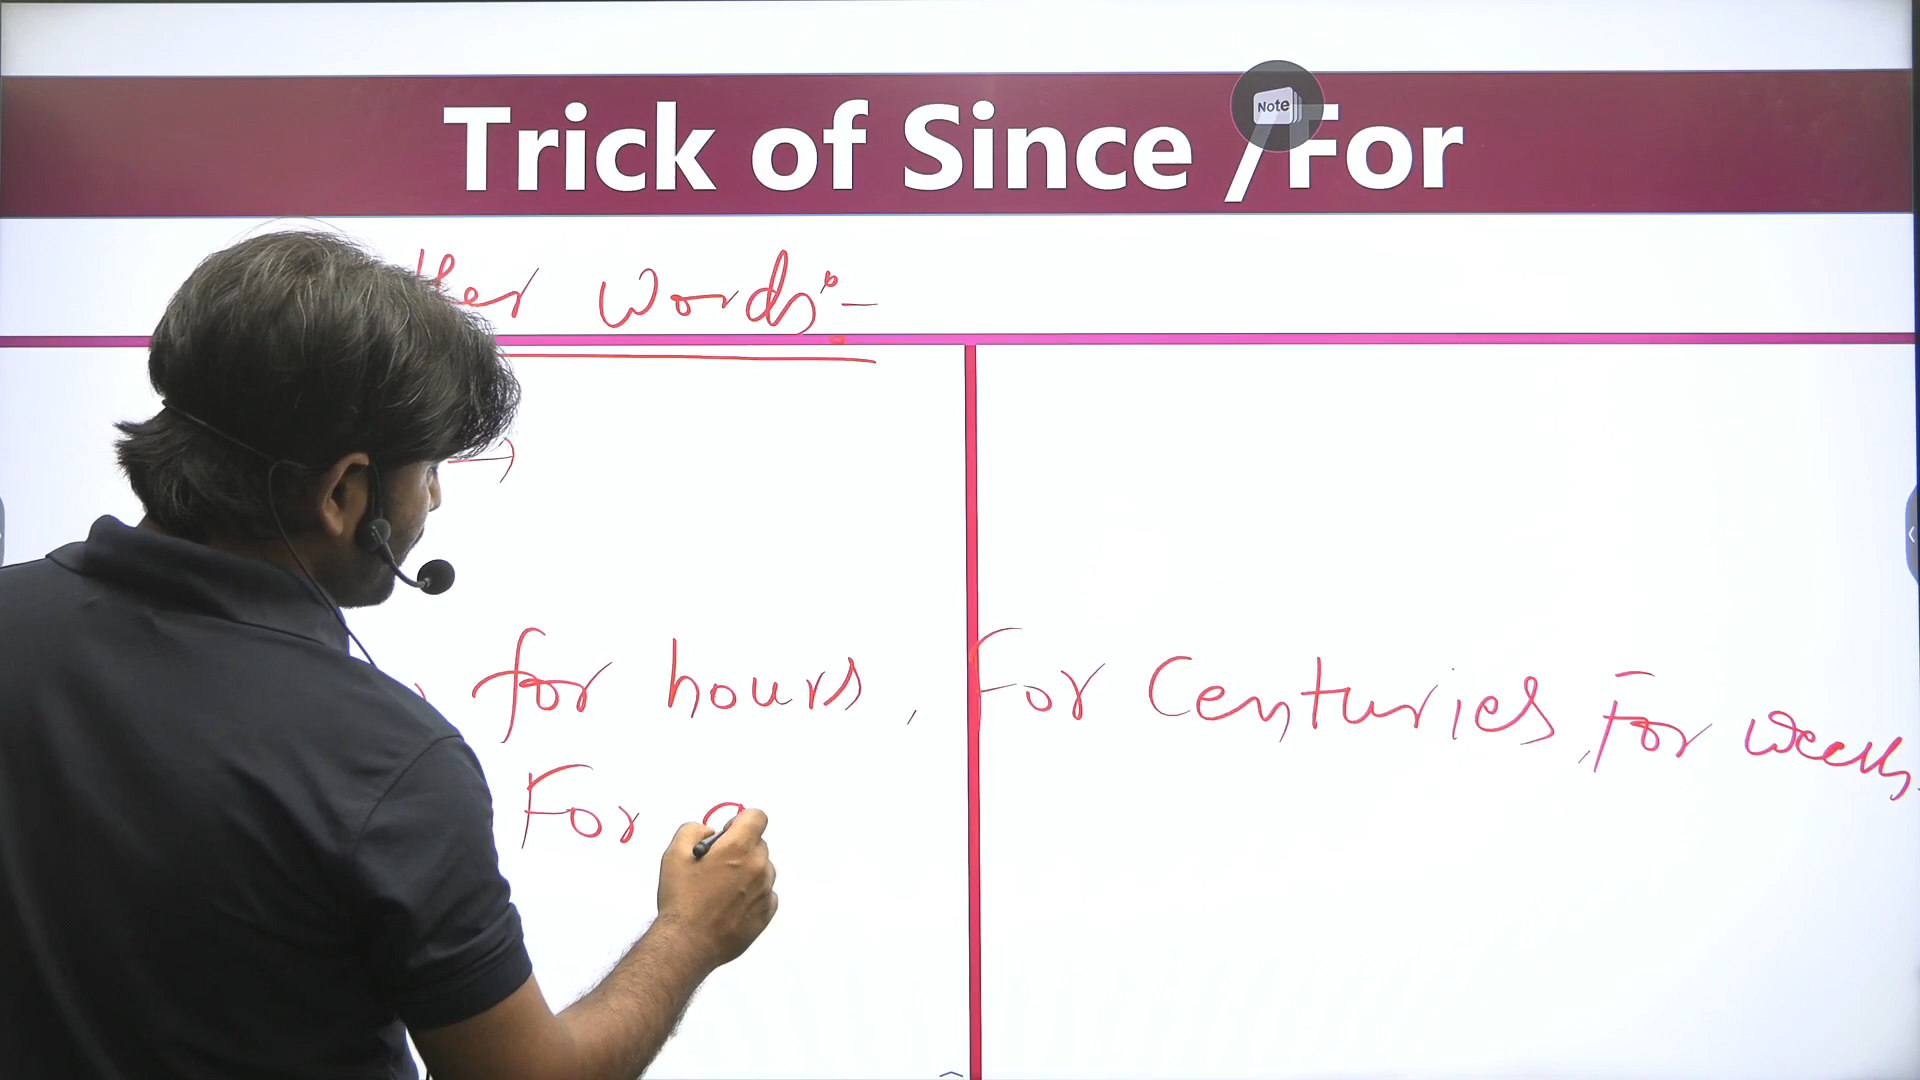 Trick of Since /For
Note
Words:-
→
for hours, For Centuries, For weeks
For